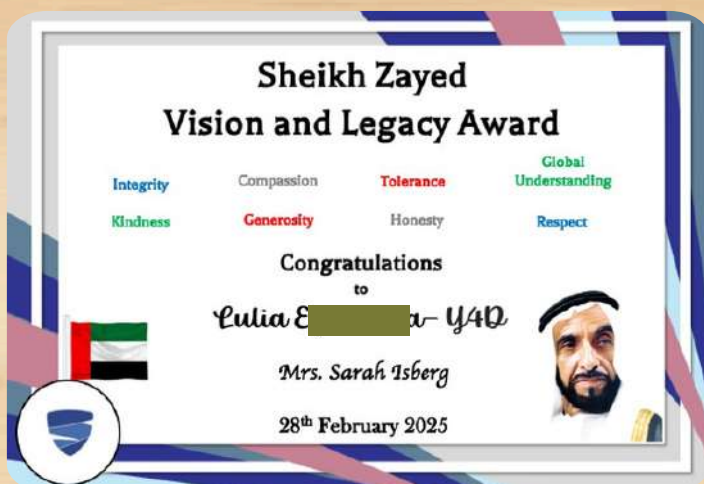 Sheikh Zayed
Vision and Legacy Award
Integrity Compassion Tolerance Global Understanding
Kindness Generosity Honesty Respect
Congratulations
to
Lulia E a- Y4D
Mrs. Sarah Isberg
28th February 2025